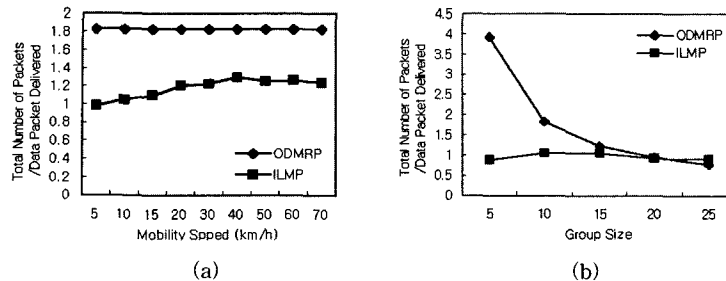 Total Number of Packets
/Data Packet Delivered
2
1.8
1.6
1.4
1.2
1
0.8
0.6
0.4
0.2
0
ODMRP
ILMP
5 10 15 20 30 40 50 60 70
Mobility Spped (km/h)
(a)
Total Number of Packets
/Data Packet Delivered
4.5
4
3.5
3
2.5
2
1.5
1
0.5
0
ODMRP
ILMP
5 10 15 20 25
Group Size
(b)